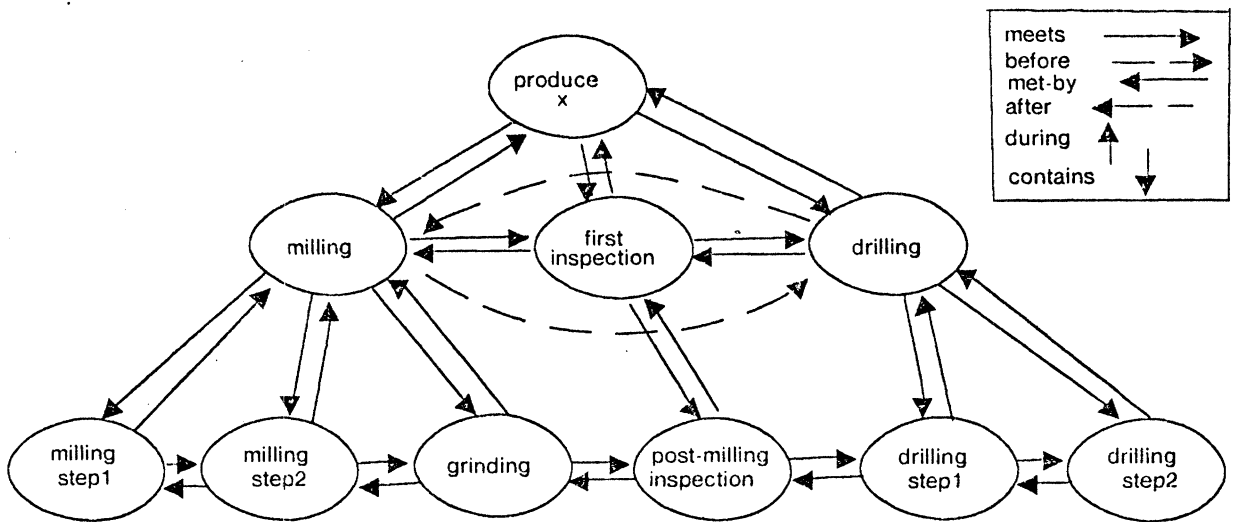 produce
x
meets
before
met-by
after
during
contains
milling
first
inspection
drilling
milling
step1
milling
step2
grinding
post-milling
inspection
drilling
step1
drilling
step2